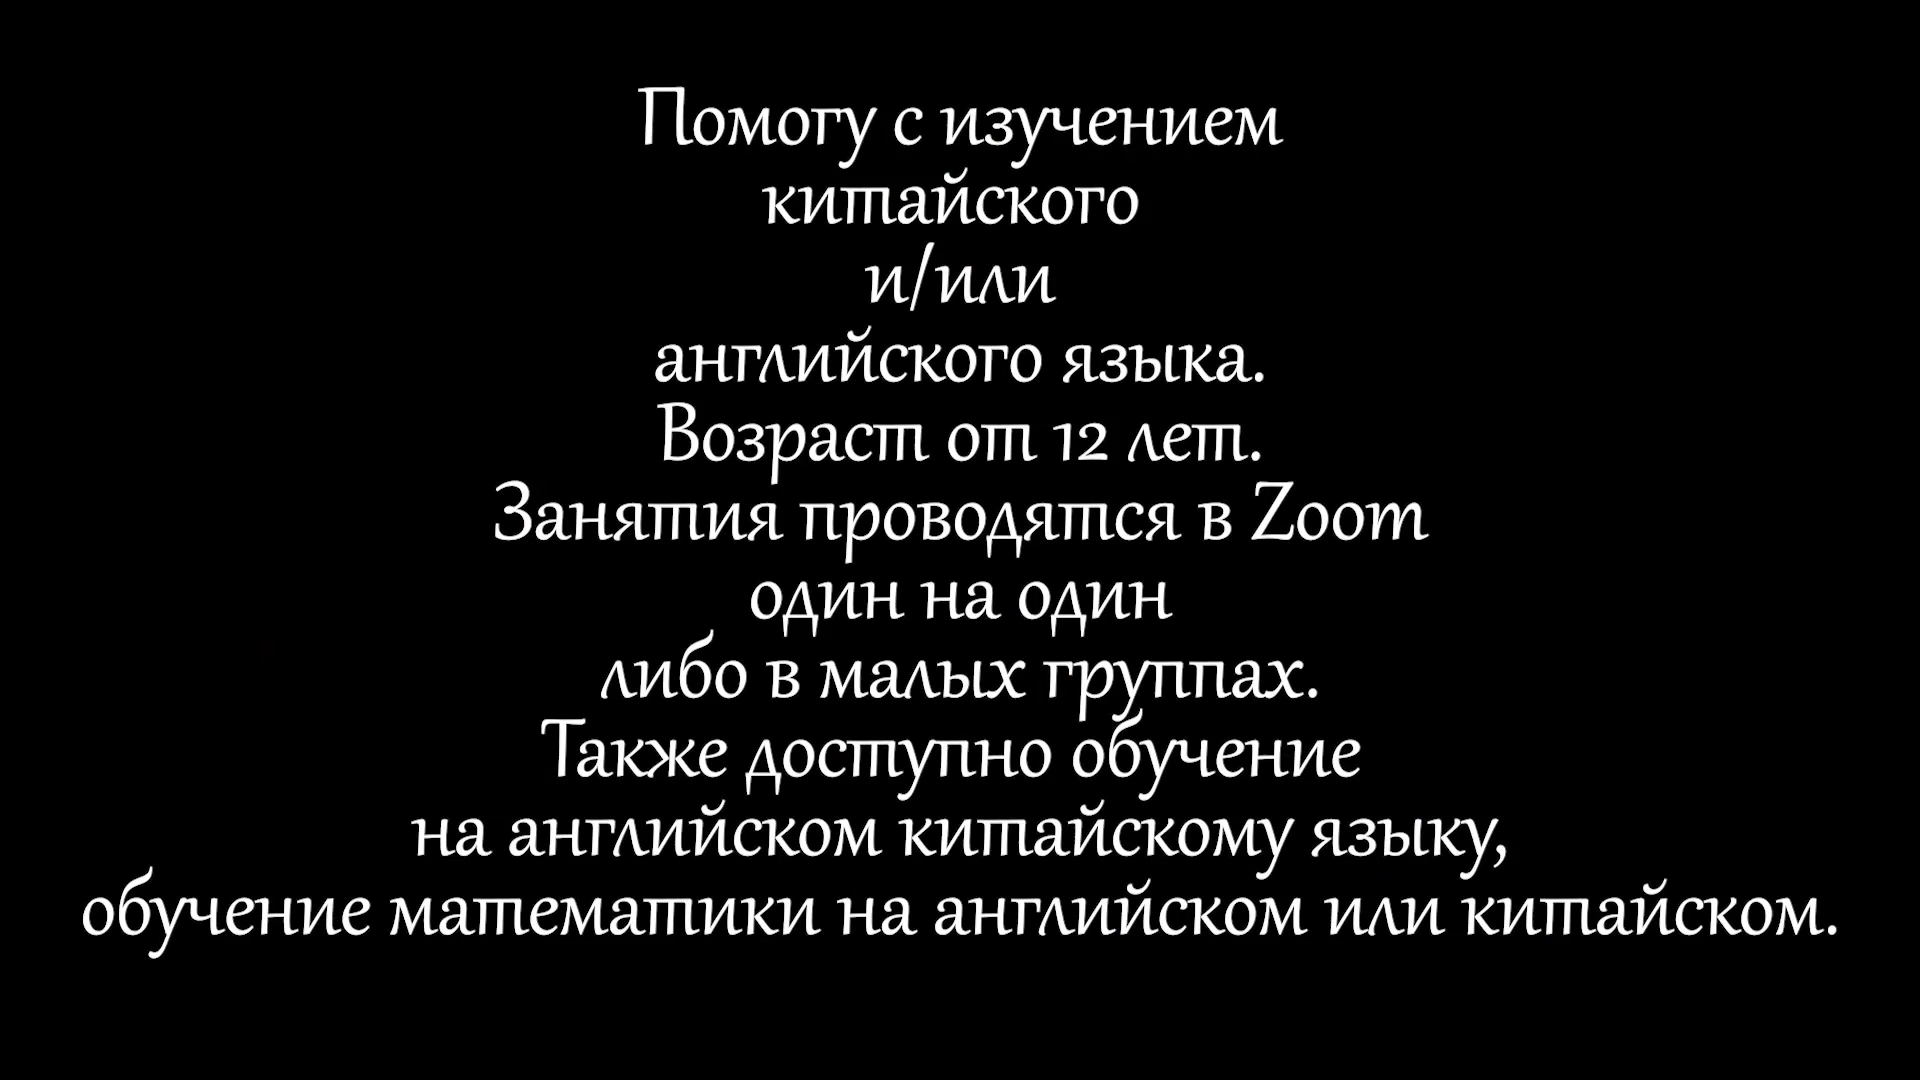 Помогу с изучением
китайского
и/или
английского языка.
Возраст от 12 лет.
Занятия проводятся в Zoom
один на один
либо в малых группах.
Также доступно обучение
на английском китайскому языку,
обучение математики на английском или китайском.